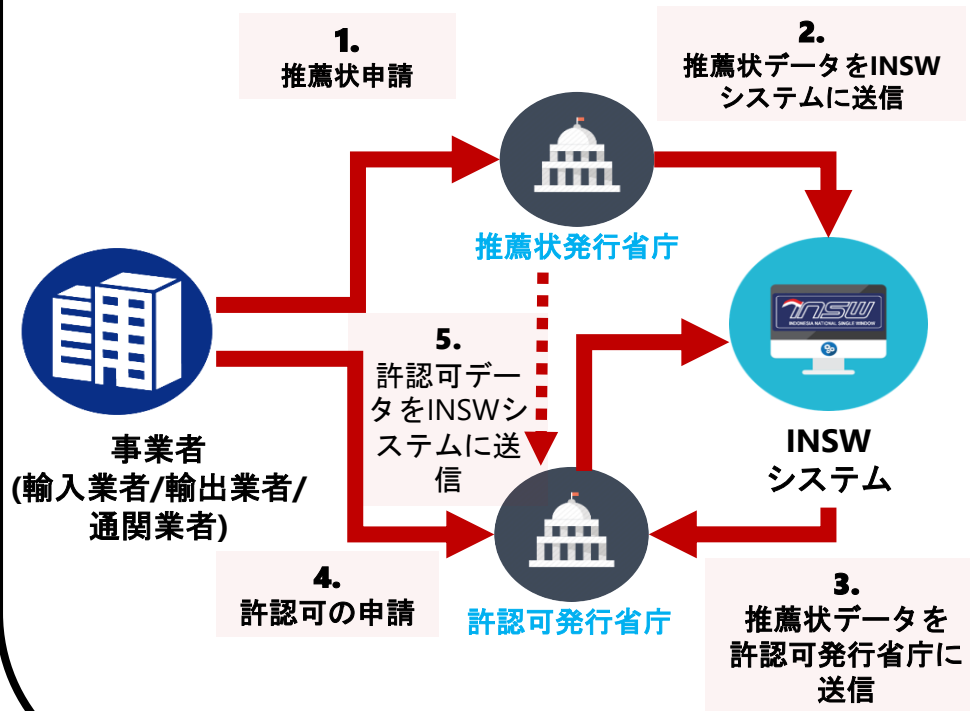 1.
推薦状申請
2.
推薦状データをINSW
システムに送信
推薦状発行省庁
insw
INDONESIA NATIONAL SINGLE WINDOW
5.
許認可デー
タをINSWシ
ステムに送
信
事業者
(輸入業者/輸出業者/
通関業者)
INSW
システム
4.
許認可の申請
許認可発行省庁
3.
推薦状データを
許認可発行省庁に
送信